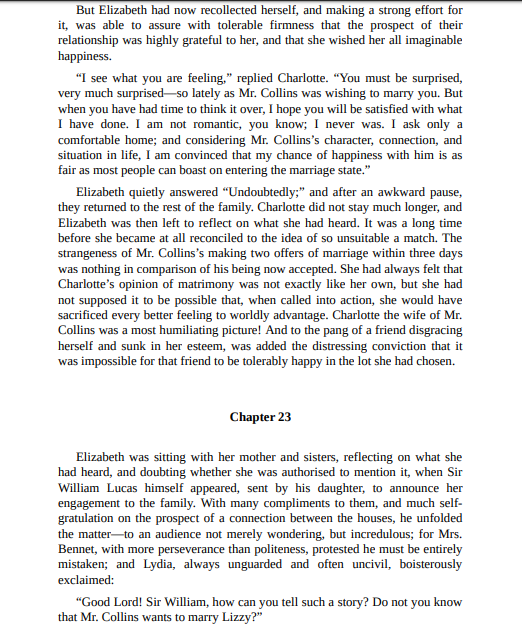 But Elizabeth had now recollected herself, and making a strong effort for
it, was able to assure with tolerable firmness that the prospect of their
relationship was highly grateful to her, and that she wished her all imaginable
happiness.
“I see what you are feeling,” replied Charlotte. “You must be surprised,
very much surprised—so lately as Mr. Collins was wishing to marry you. But
when you have had time to think it over, I hope you will be satisfied with what
I have done. I am not romantic, you know; I never was. I ask only a
comfortable home; and considering Mr. Collins’s character, connection, and
situation in life, I am convinced that my chance of happiness with him is as
fair as most people can boast on entering the marriage state.”
Elizabeth quietly answered “Undoubtedly;” and after an awkward pause,
they returned to the rest of the family. Charlotte did not stay much longer, and
Elizabeth was then left to reflect on what she had heard. It was a long time
before she became at all reconciled to the idea of so unsuitable a match. The
strangeness of Mr. Collins’s making two offers of marriage within three days
was nothing in comparison of his being now accepted. She had always felt that
Charlotte’s opinion of matrimony was not exactly like her own, but she had
not supposed it to be possible that, when called into action, she would have
sacrificed every better feeling to worldly advantage. Charlotte the wife of Mr.
Collins was a most humiliating picture! And to the pang of a friend disgracing
herself and sunk in her esteem, was added the distressing conviction that it
was impossible for that friend to be tolerably happy in the lot she had chosen.
Chapter 23
Elizabeth was sitting with her mother and sisters, reflecting on what she
had heard, and doubting whether she was authorised to mention it, when Sir
William Lucas himself appeared, sent by his daughter, to announce her
engagement to the family. With many compliments to them, and much self-
gratulation on the prospect of a connection between the houses, he unfolded
the matter—to an audience not merely wondering, but incredulous; for Mrs.
Bennet, with more perseverance than politeness, protested he must be entirely
mistaken; and Lydia, always unguarded and often uncivil, boisterously
exclaimed:
“Good Lord! Sir William, how can you tell such a story? Do not you know
that Mr. Collins wants to marry Lizzy?”